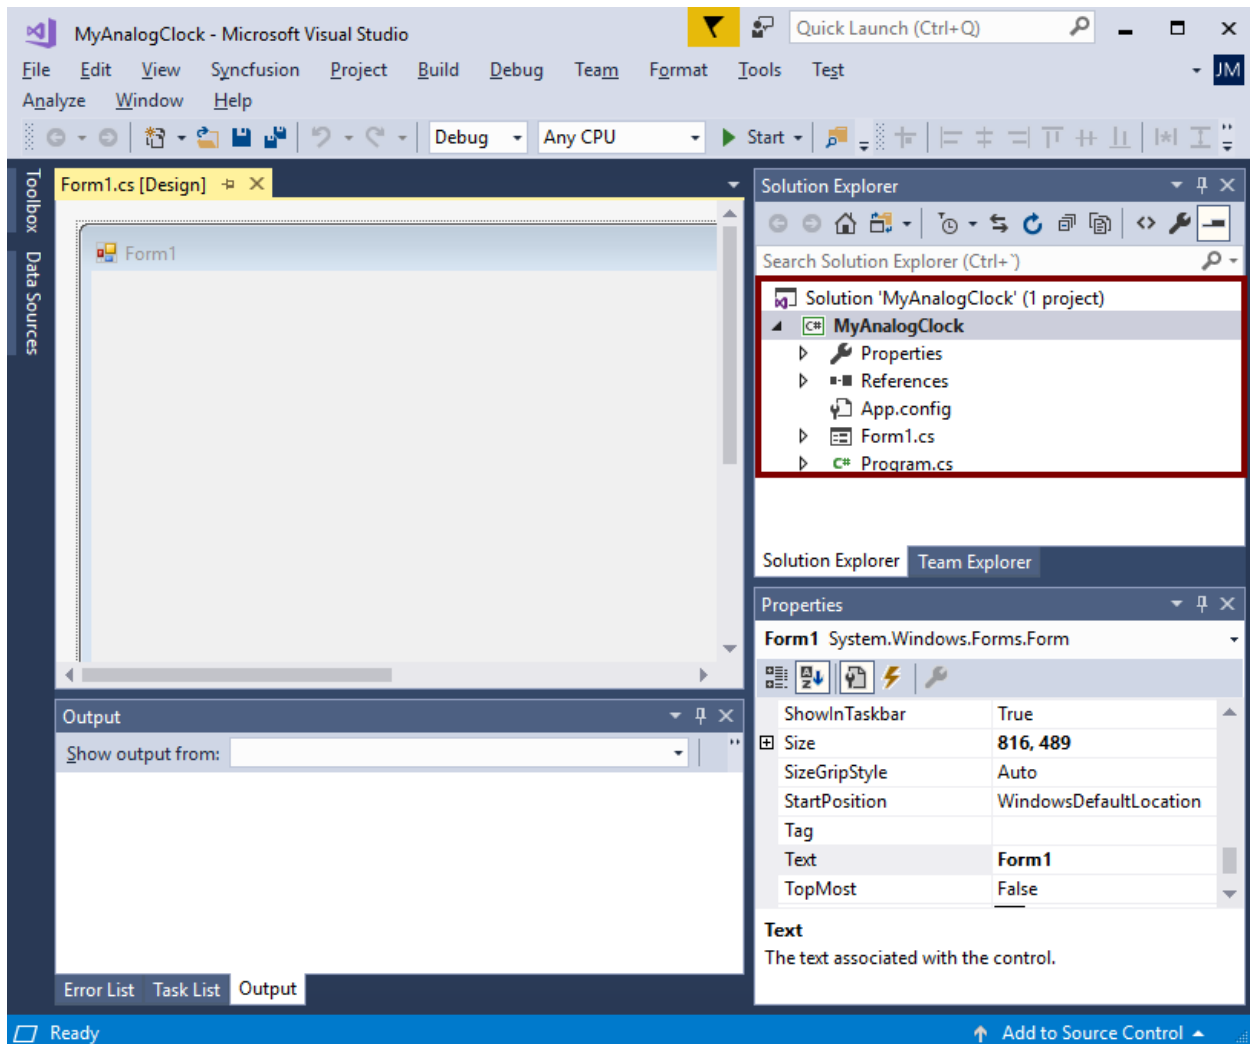 MyAnalogClock - Microsoft Visual Studio
Quick Launch (Ctrl+Q)
File Edit View Syncfusion Project Build Debug Team Format Tools Test
JM
Analyze Window Help
Debug Any CPU Start
Toolbox
Data Sources
Form1.cs [Design]
Form1
Solution Explorer
Search Solution Explorer (Ctrl+`)
Solution 'MyAnalogClock' (1 project)
C# MyAnalogClock
Properties
References
App.config
Form1.cs
C# Program.cs
Solution Explorer Team Explorer
Properties
Form1 System.Windows.Forms.Form
ShowInTaskbar True
Size 816, 489
SizeGripStyle Auto
StartPosition WindowsDefaultLocation
Tag
Text Form1
TopMost False
Text
The text associated with the control.
Output
Show output from:
Error List Task List Output
Ready
Add to Source Control